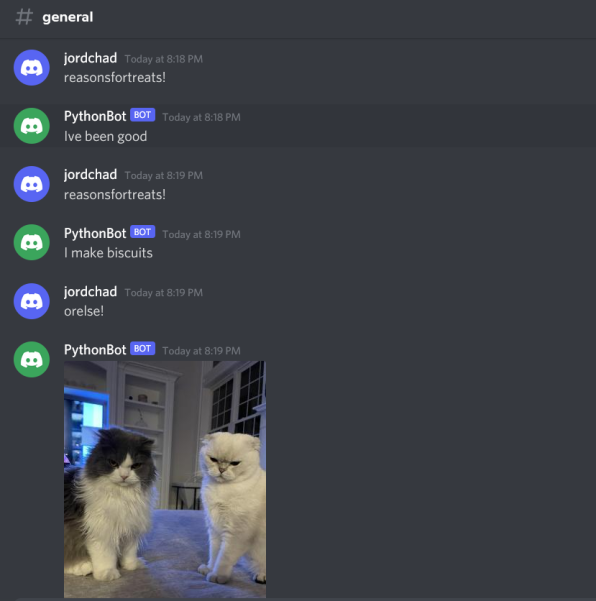 # general
jordchad Today at 8:18 PM
reasonsfortreats!
PythonBot BOT Today at 8:18 PM
Ive been good
jordchad Today at 8:19 PM
reasonsfortreats!
PythonBot BOT Today at 8:19 PM
I make biscuits
jordchad Today at 8:19 PM
orelse!
PythonBot BOT Today at 8:19 PM